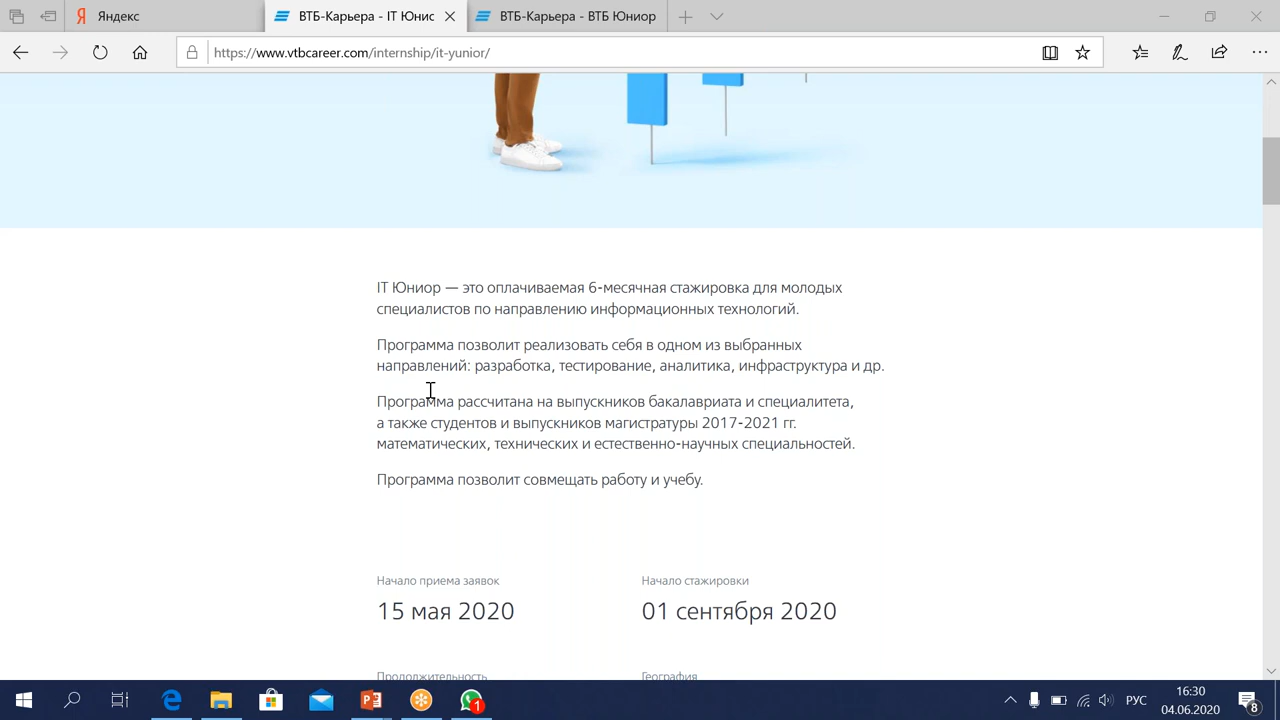 Яндекс
ВТБ-Карьера - IT Юнис
ВТБ-Карьера - ВТБ Юниор
https://www.vtbcareer.com/internship/it-yunior/
IT Юниор — это оплачиваемая 6-месячная стажировка для молодых
специалистов по направлению информационных технологий.
Программа позволит реализовать себя в одном из выбранных
направлений: разработка, тестирование, аналитика, инфраструктура и др.
Программа рассчитана на выпускников бакалавриата и специалитета,
а также студентов и выпускников магистратуры 2017-2021 гг.
математических, технических и естественно-научных специальностей.
Программа позволит совмещать работу и учебу.
Начало приема заявок
15 мая 2020
Начало стажировки
01 сентября 2020
Продолжительность
География
1
РУС
16:30
04.06.2020
8